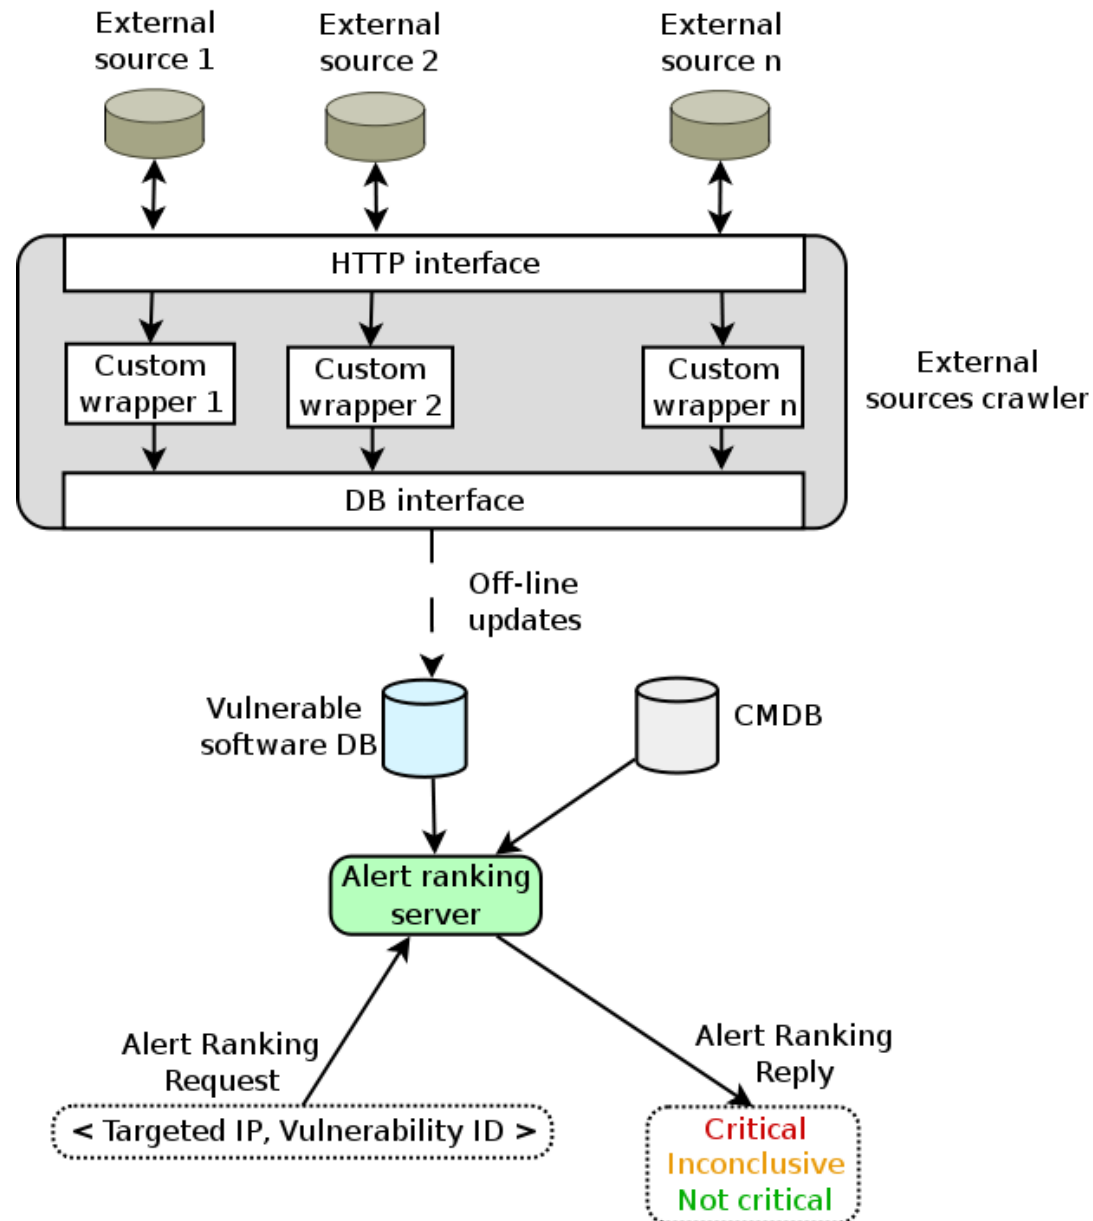 External
source 1
External
source 2
External
source n
HTTP interface
Custom
wrapper 1
Custom
wrapper 2
Custom
wrapper n
External
sources crawler
DB interface
Off-line
updates
Vulnerable
software DB
CMDB
Alert ranking
server
Alert Ranking
Request
< Targeted IP, Vulnerability ID >
Alert Ranking
Reply
Critical
Inconclusive
Not critical